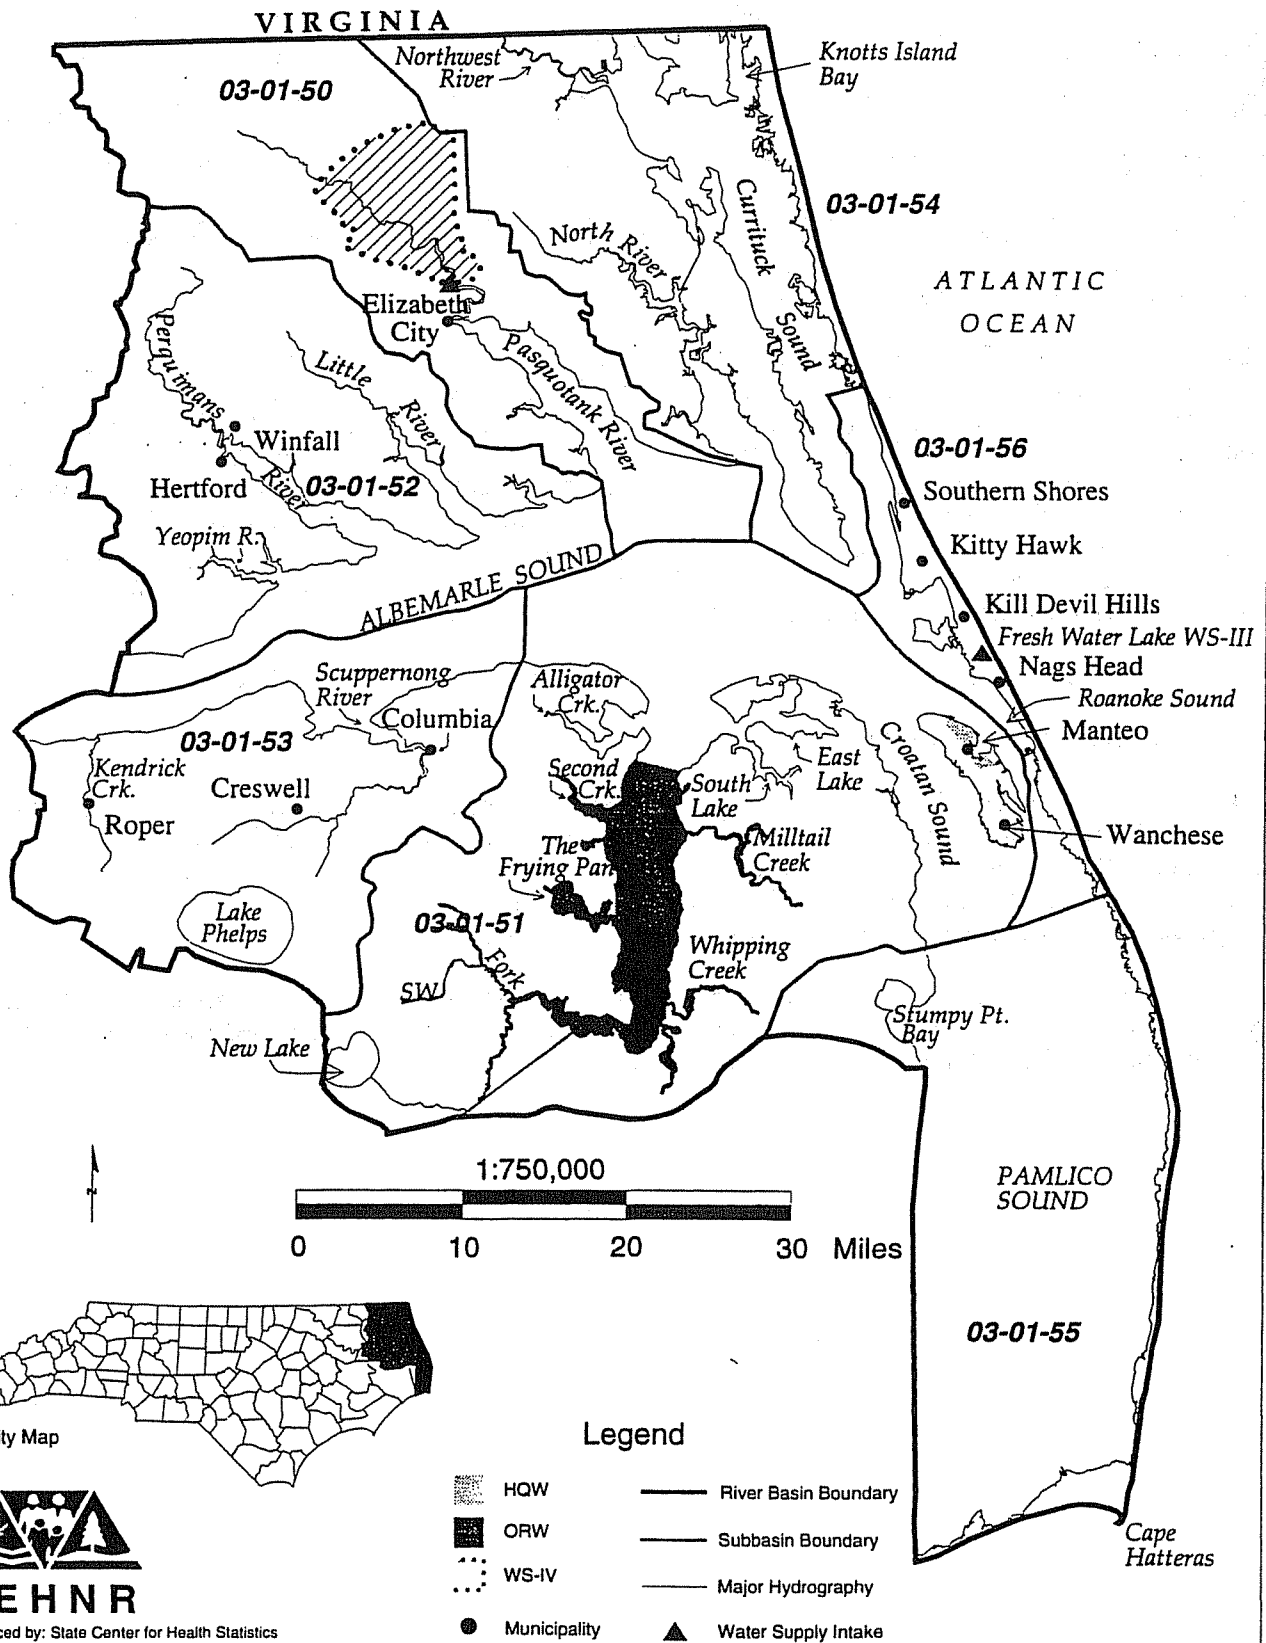 VIRGINIA
Northwest
River
Knotts Island
Bay
03-01-50
03-01-54
Currituck
Sound
North River
ATLANTIC
OCEAN
Elizabeth
City
Pasquotank River
Perquimans
River
Little
River
Winfall
Hertford
03-01-52
Yeopim R.
03-01-56
Southern Shores
Kitty Hawk
ALBEMARLE SOUND
Kill Devil Hills
Fresh Water Lake WS-III
Nags Head
Roanoke Sound
Manteo
Scuppernong
River
Columbia
Alligator
Crk.
03-01-53
Kendrick
Crk.
Creswell
Roper
Second
Crk.
South
Lake
East
Lake
Croatan Sound
The
Frying Pan
Milltail
Creek
Wanchese
Lake
Phelps
03-01-51
SW
Fork
Whipping
Creek
Stumpy Pt.
Bay
New Lake
N
1:750,000
0 10 20 30 Miles
PAMLICO
SOUND
03-01-55
ty Map
Legend
HQW
ORW
WS-IV
Municipality
River Basin Boundary
Subbasin Boundary
Major Hydrography
Water Supply Intake
Cape
Hatteras
EHNR
ced by: State Center for Health Statistics